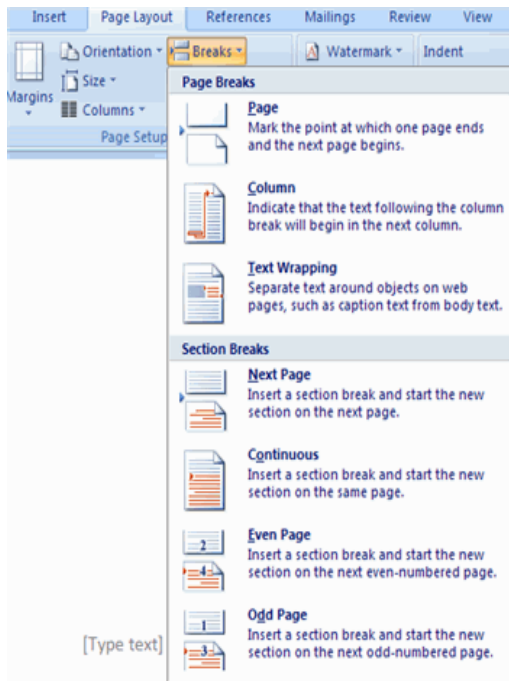 Insert Page Layout References Mailings Review View
Orientation Breaks Watermark Indent
Size
Margins
Columns
Page Setup
Page Breaks
Page
Mark the point at which one page ends
and the next page begins.
Column
Indicate that the text following the column
break will begin in the next column.
Text Wrapping
Separate text around objects on web
pages, such as caption text from body text.
Section Breaks
Next Page
Insert a section break and start the new
section on the next page.
Continuous
Insert a section break and start the new
section on the same page.
Even Page
2
Insert a section break and start the new
4
section on the next even-numbered page.
Odd Page
1
Insert a section break and start the new
3
section on the next odd-numbered page.
[Type text]